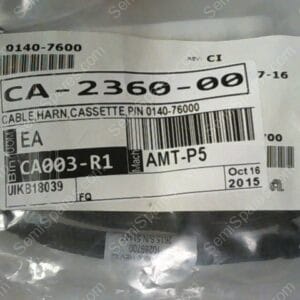 0140-7600
REV: CI
7-16
CA-2360-00
CABLE,HARN,CASSETTE,PIN 0140-76000
EA
CA003-R1
AMT-P5
UIKB18039
FQ
Oct 16
2015